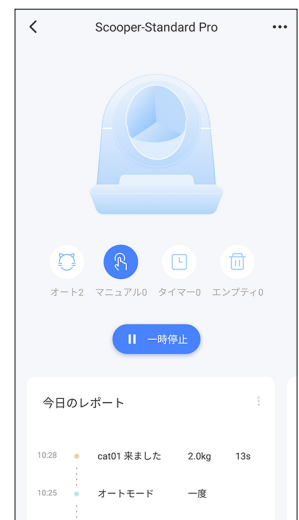 Scooper-Standard Pro
オート2 マニュアル0 タイマー0 エンプティ0
一時停止
今日のレポート
10:28 cat01 来ました 2.0kg 13s
10:25 オートモード 一度